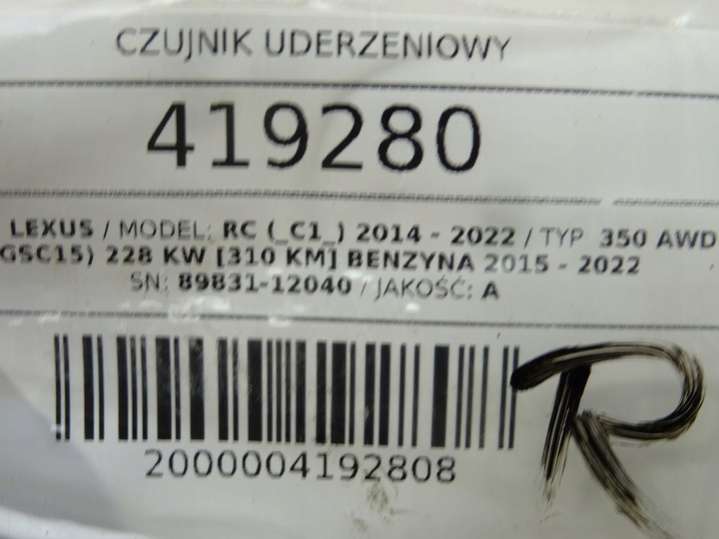 CZUJNIK UDERZENIOWY
419280
LEXUS / MODEL: RC (_C1_) 2014 - 2022 / TYP 350 AWD
GSC15) 228 KW [310 KM] BENZYNA 2015 - 2022
SN: 89831-12040 / JAKOŚĆ: A
2000004192808
R